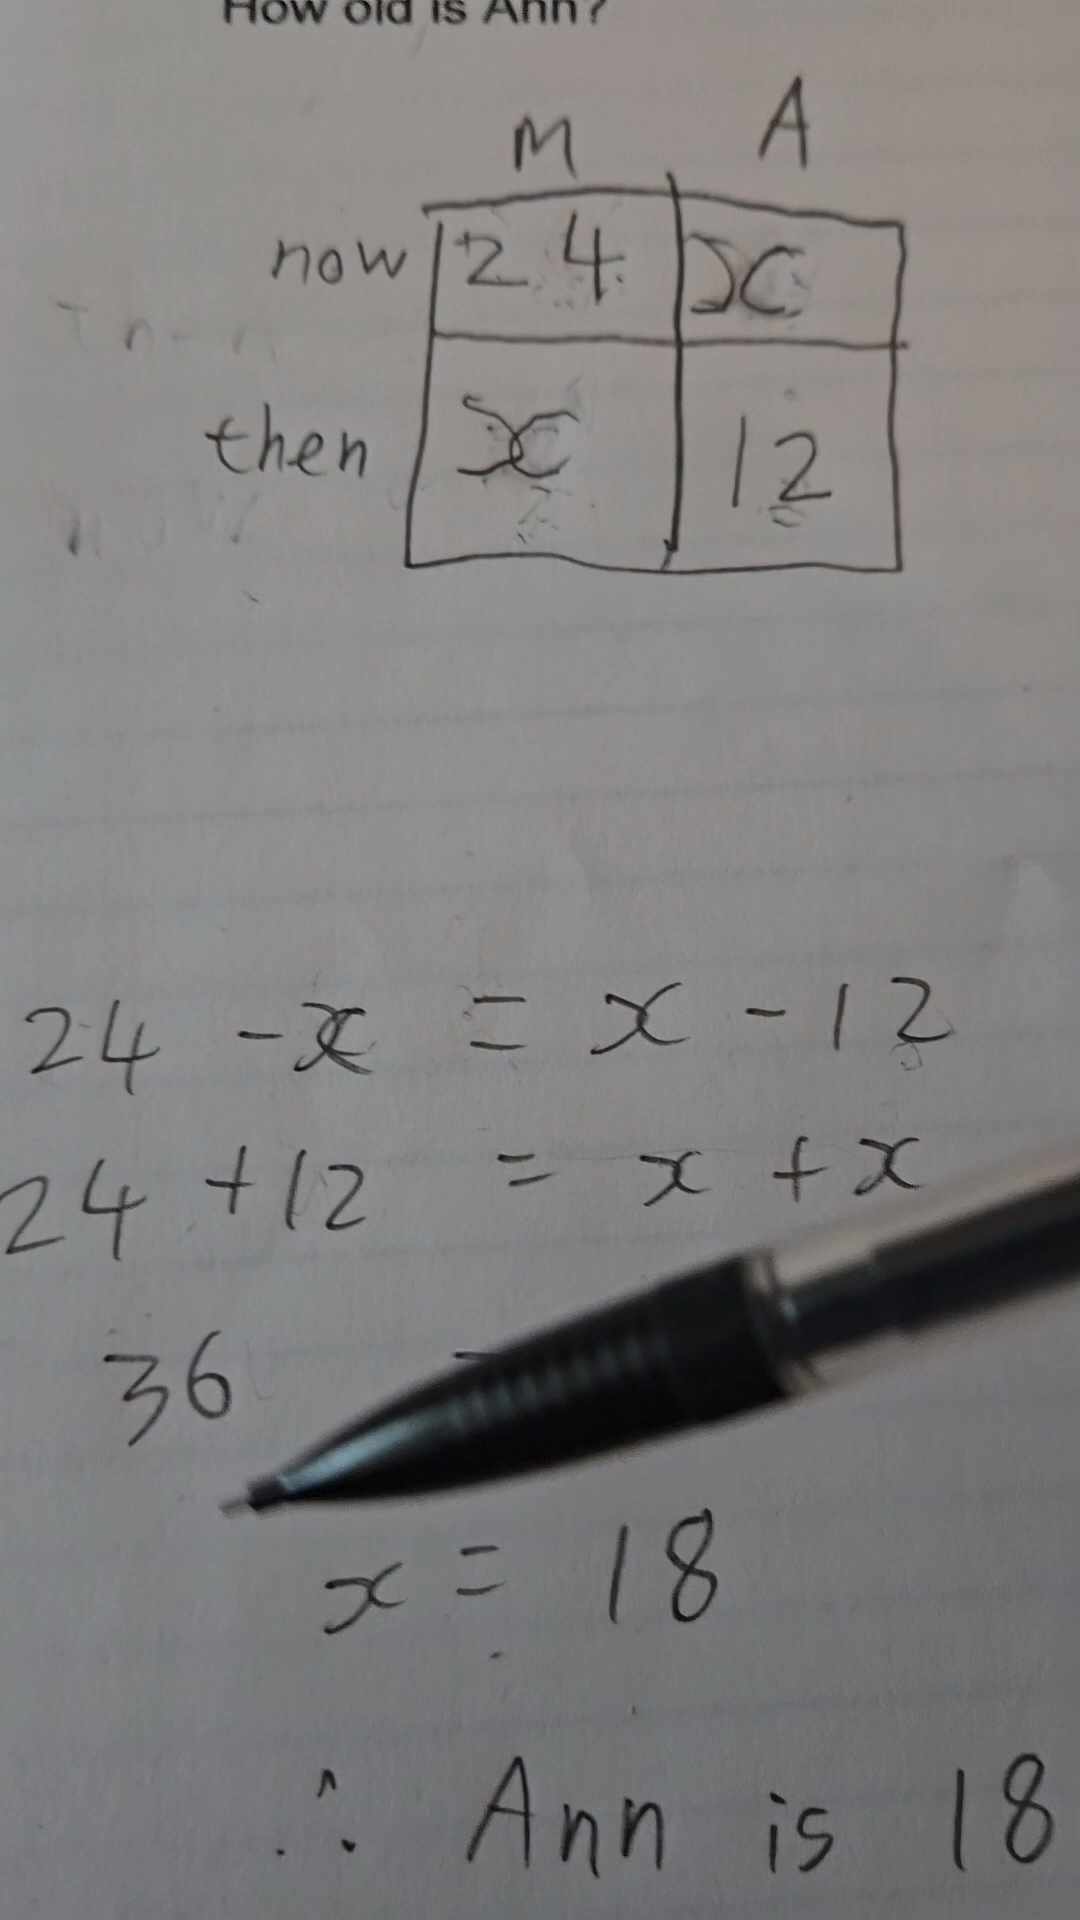 How old is Ann?
M A
now 24 x
then x 12
24 - x = x - 12
24 + 12 = x + x
36
x = 18
∴ Ann is 18